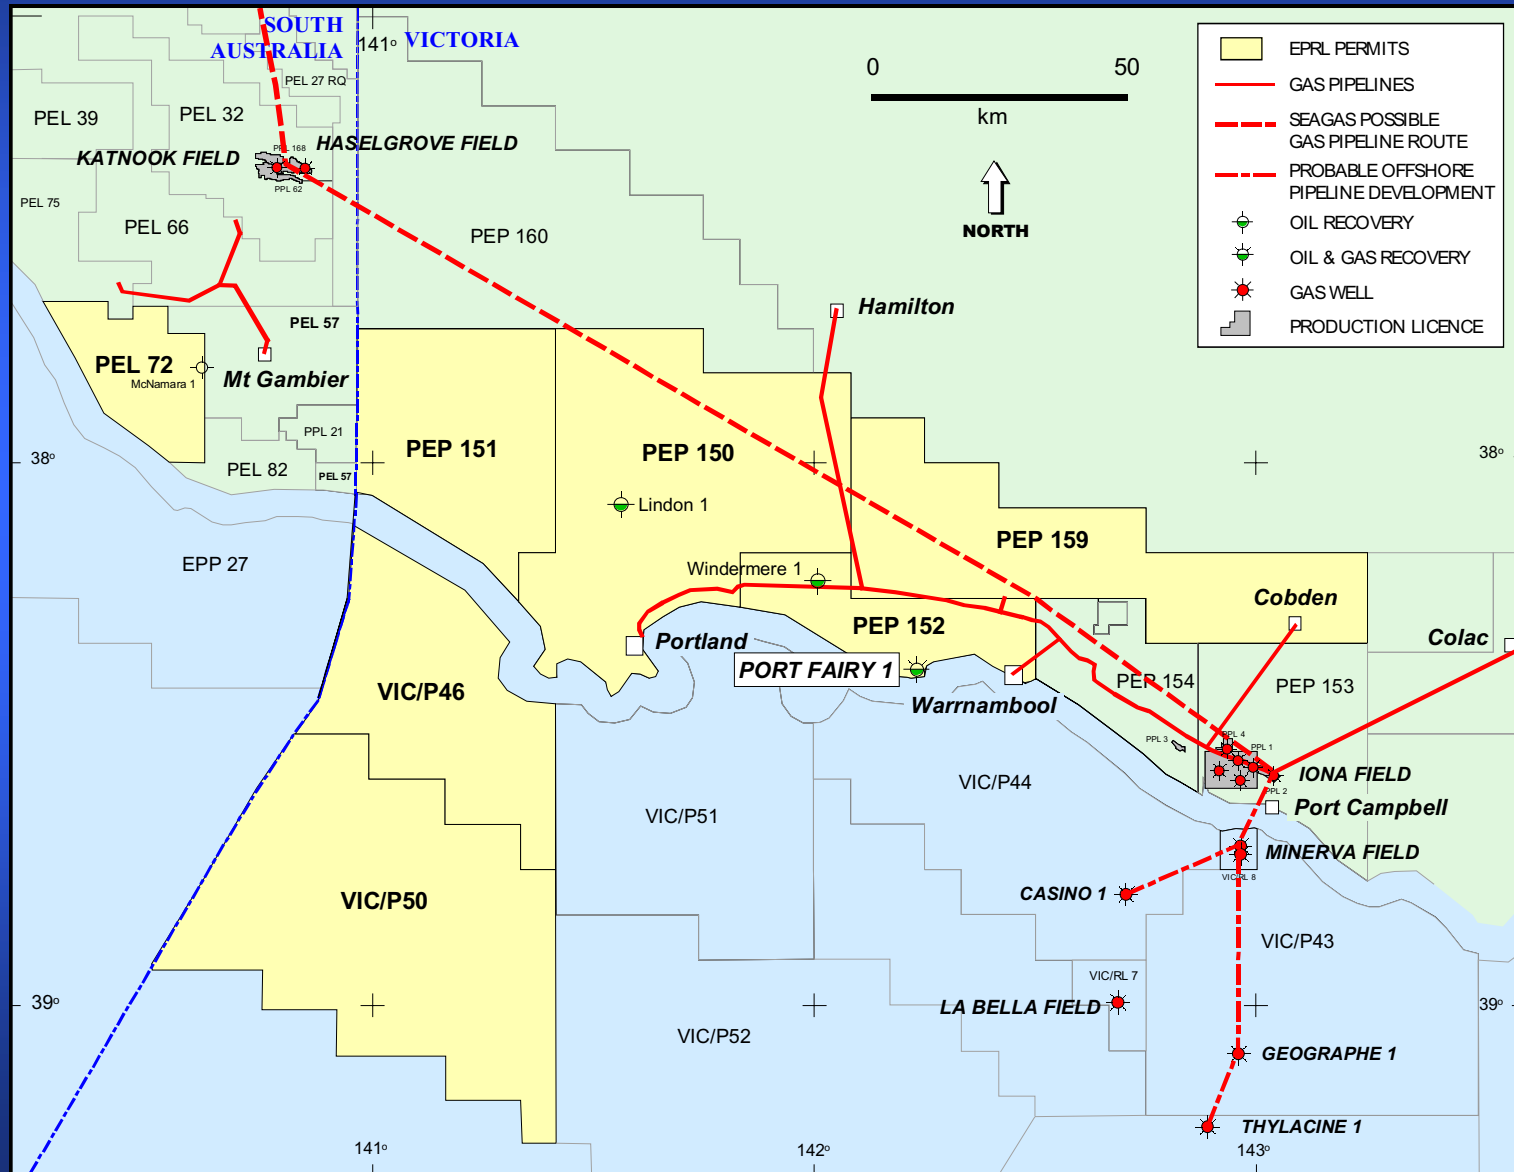 SOUTH
AUSTRALIA
141°
VICTORIA
0
50
km
NORTH
EPRL PERMITS
GAS PIPELINES
SEAGAS POSSIBLE
GAS PIPELINE ROUTE
PROBABLE OFFSHORE
PIPELINE DEVELOPMENT
OIL RECOVERY
OIL & GAS RECOVERY
GAS WELL
PRODUCTION LICENCE
PEL 27 RQ
PEL 39
PEL 32
HASELGROVE FIELD
PPL 168
KATNOOK FIELD
PPL 62
PEL 75
PEL 66
PEP 160
Hamilton
PEL 57
PEL 72
McNamara 1
Mt Gambier
PPL 21
PEP 151
PEP 150
38°
38°
PEL 82
PEL 57
Lindon 1
PEP 159
EPP 27
Windermere 1
Cobden
PEP 152
Colac
Portland
PORT FAIRY 1
PEP 154
PEP 153
VIC/P46
Warrnambool
PPL 3
PPL 4
PPL 1
IONA FIELD
PPL 2
VIC/P44
Port Campbell
VIC/P51
MINERVA FIELD
VIC/RL 8
CASINO 1
VIC/P50
VIC/P43
VIC/RL 7
39°
LA BELLA FIELD
39°
VIC/P52
GEOGRAPHE 1
THYLACINE 1
141°
142°
143°